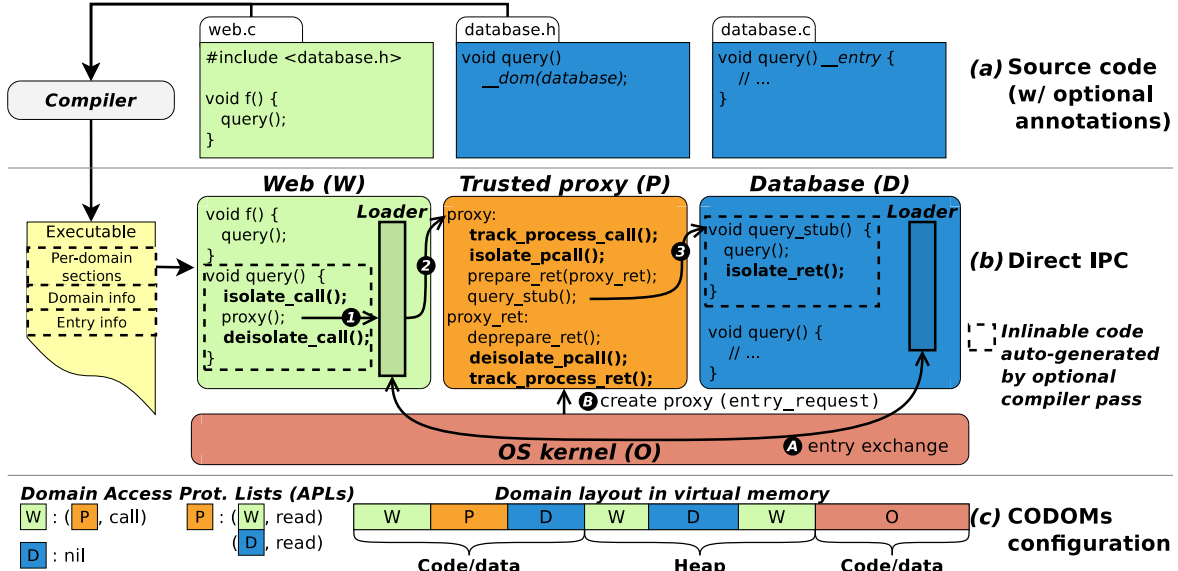 web.c
#include <database.h>
void f() {
query();
}
database.h
void query()
__dom(database);
database.c
void query() __entry {
// ...
}
Compiler
(a) Source code
(w/ optional
annotations)
Web (W)
Trusted proxy (P)
Database (D)
Executable
Per-domain
sections
Domain info
Entry info
void f() {
query();
}
void query() {
isolate_call();
proxy();
deisolate_call();
}
Loader
1
2
proxy:
track_process_call();
isolate_pcall();
prepare_ret(proxy_ret);
query_stub();
proxy_ret:
deprepare_ret();
deisolate_pcall();
track_process_ret();
3
void query_stub() {
query();
isolate_ret();
}
void query() {
// ...
}
Loader
(b) Direct IPC
Inlinable code
auto-generated
by optional
compiler pass
B create proxy (entry_request)
A entry exchange
OS kernel (O)
Domain Access Prot. Lists (APLs)
W : (P, call)
D : nil
P : (W, read)
(D, read)
Domain layout in virtual memory
W P D W D W O
Code/data Heap Code/data
(c) CODOMs
configuration